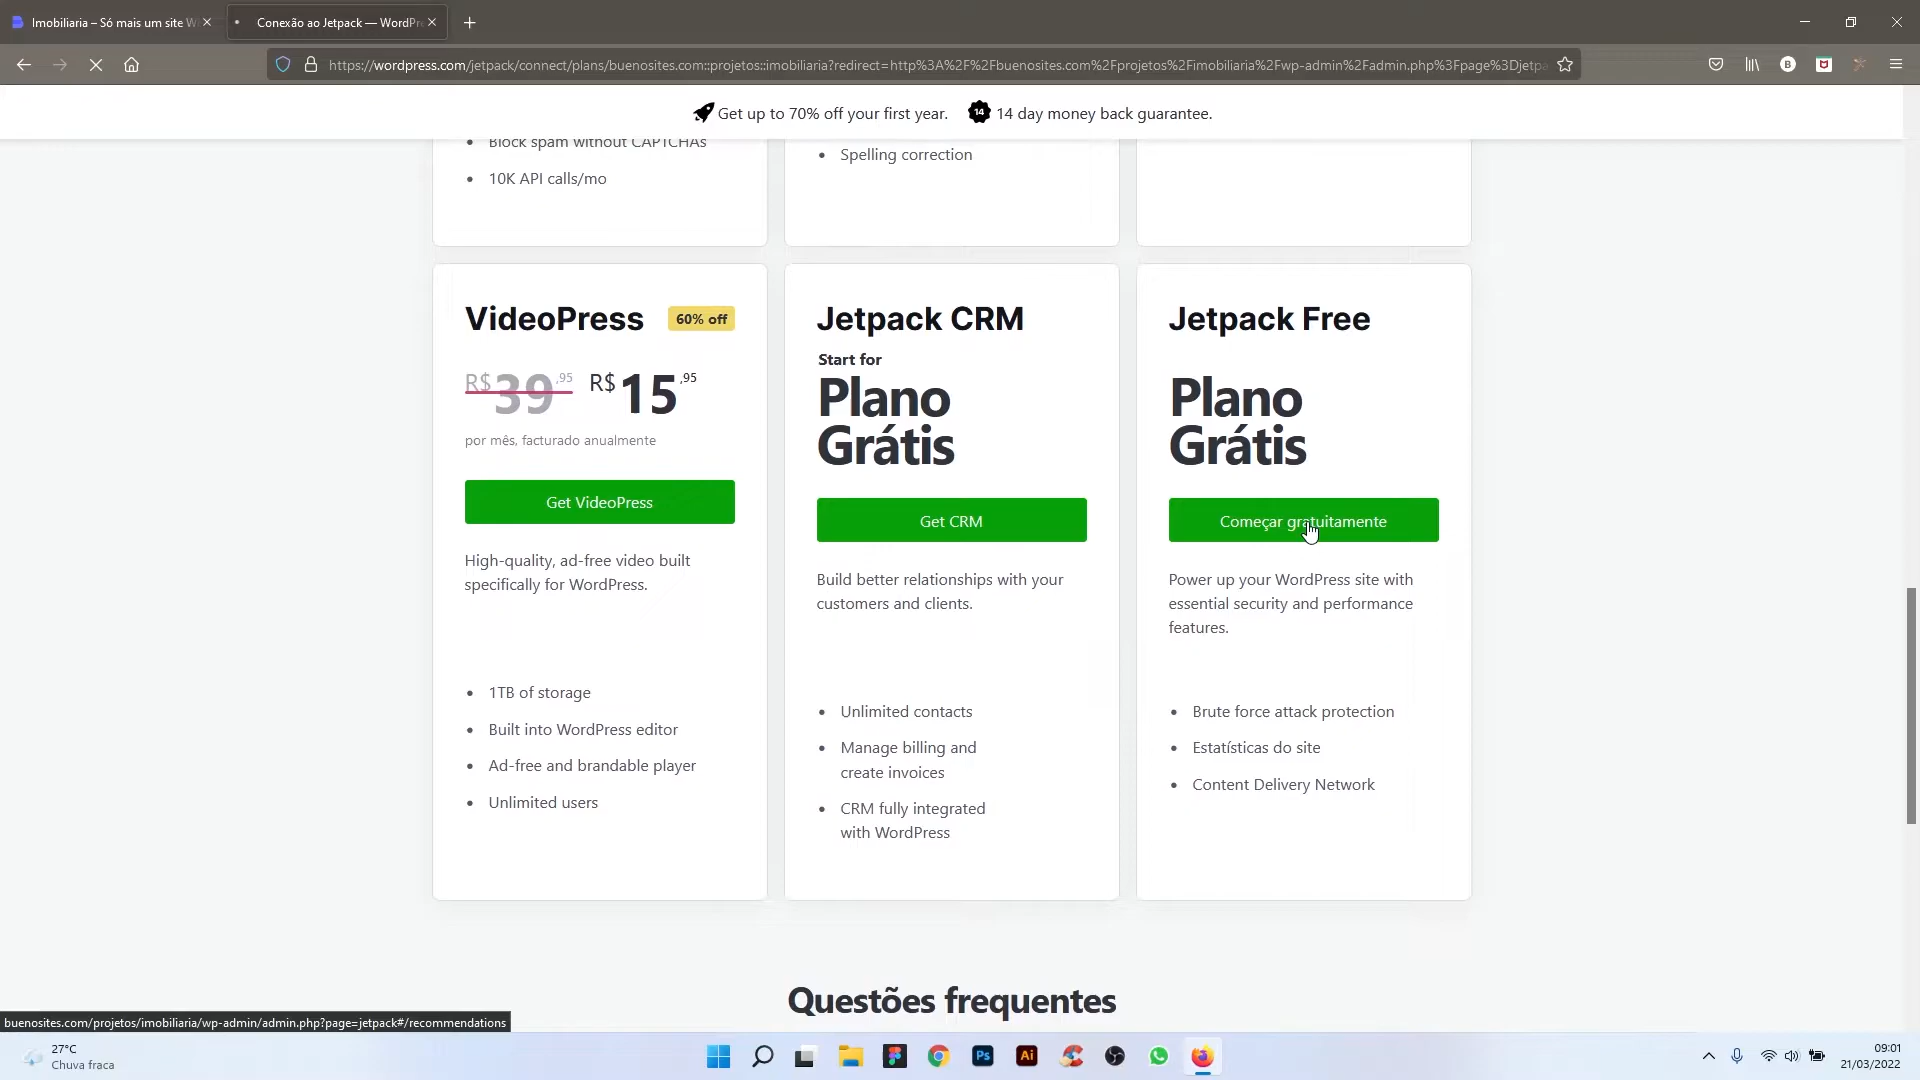 Imobiliaria – Só mais um site W
Conexão ao Jetpack — WordPr
https://wordpress.com/jetpack/connect/plans/buenosites.com::projetos::imobiliaria?redirect=http%3A%2F%2Fbuenosites.com%2Fprojetos%2Fimobiliaria%2Fwp-admin%2Fadmin.php%3Fpage%3Djetpa
Get up to 70% off your first year.
14
14 day money back guarantee.
Block spam without CAPTCHAs
10K API calls/mo
Spelling correction
VideoPress
60% off
R$39,95 R$15,95
por mês, facturado anualmente
Get VideoPress
High-quality, ad-free video built
specifically for WordPress.
1TB of storage
Built into WordPress editor
Ad-free and brandable player
Unlimited users
Jetpack CRM
Start for
Plano
Grátis
Get CRM
Build better relationships with your
customers and clients.
Unlimited contacts
Manage billing and
create invoices
CRM fully integrated
with WordPress
Jetpack Free
Plano
Grátis
Começar gratuitamente
Power up your WordPress site with
essential security and performance
features.
Brute force attack protection
Estatísticas do site
Content Delivery Network
Questões frequentes
buenosites.com/projetos/imobiliaria/wp-admin/admin.php?page=jetpack#/recommendations
27°C
Chuva fraca
Ps
Ai
09:01
21/03/2022